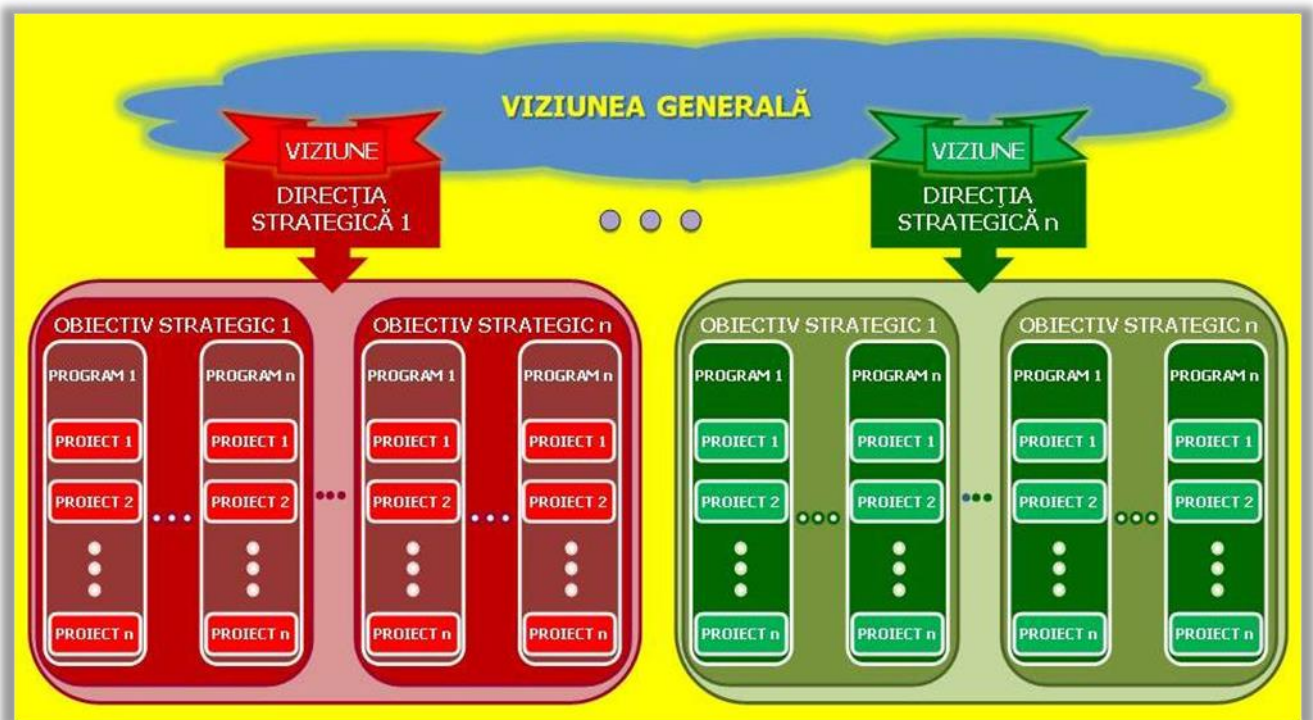 VIZIUNEA GENERALĂ
VIZIUNE
DIRECŢIA
STRATEGICĂ 1
VIZIUNE
DIRECŢIA
STRATEGICĂ n
OBIECTIV STRATEGIC 1
PROGRAM 1
PROIECT 1
PROIECT 2
PROIECT n
PROGRAM n
PROIECT 1
PROIECT 2
PROIECT n
OBIECTIV STRATEGIC n
PROGRAM 1
PROIECT 1
PROIECT 2
PROIECT n
PROGRAM n
PROIECT 1
PROIECT 2
PROIECT n
OBIECTIV STRATEGIC 1
PROGRAM 1
PROIECT 1
PROIECT 2
PROIECT n
PROGRAM n
PROIECT 1
PROIECT 2
PROIECT n
OBIECTIV STRATEGIC n
PROGRAM 1
PROIECT 1
PROIECT 2
PROIECT n
PROGRAM n
PROIECT 1
PROIECT 2
PROIECT n